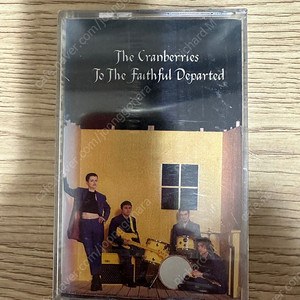 The Cranberries
To The Faithful Departed